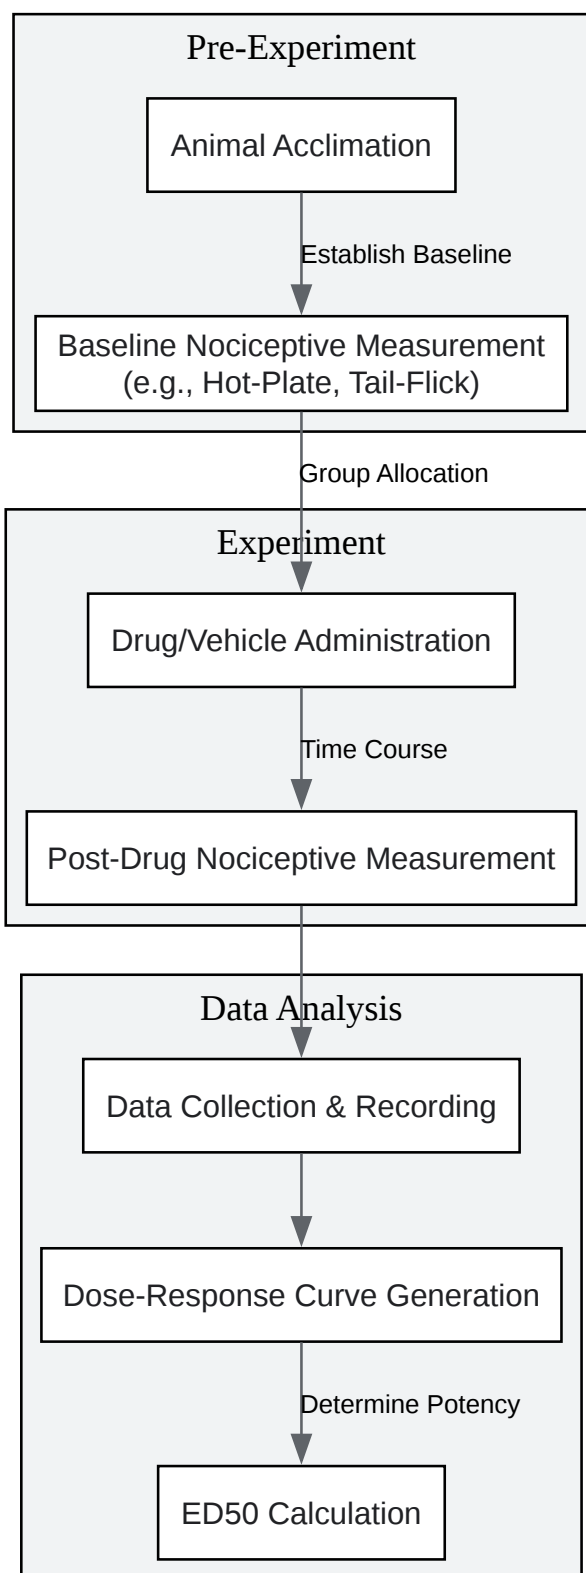 Pre-Experiment
Animal Acclimation
Establish Baseline
Baseline Nociceptive Measurement
(e.g., Hot-Plate, Tail-Flick)
Group Allocation
Experiment
Drug/Vehicle Administration
Time Course
Post-Drug Nociceptive Measurement
Data Analysis
Data Collection & Recording
Dose-Response Curve Generation
Determine Potency
ED50 Calculation